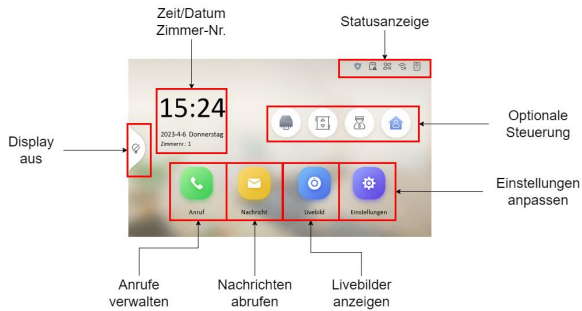 Zeit/Datum
Zimmer-Nr.
Statusanzeige
15:24
2023-4-6 Donnerstag
Zimmernr.: 1
Optionale
Steuerung
Display
aus
Einstellungen
anpassen
Anruf
Nachricht
Livebild
Einstellungen
Anrufe
verwalten
Nachrichten
abrufen
Livebilder
anzeigen